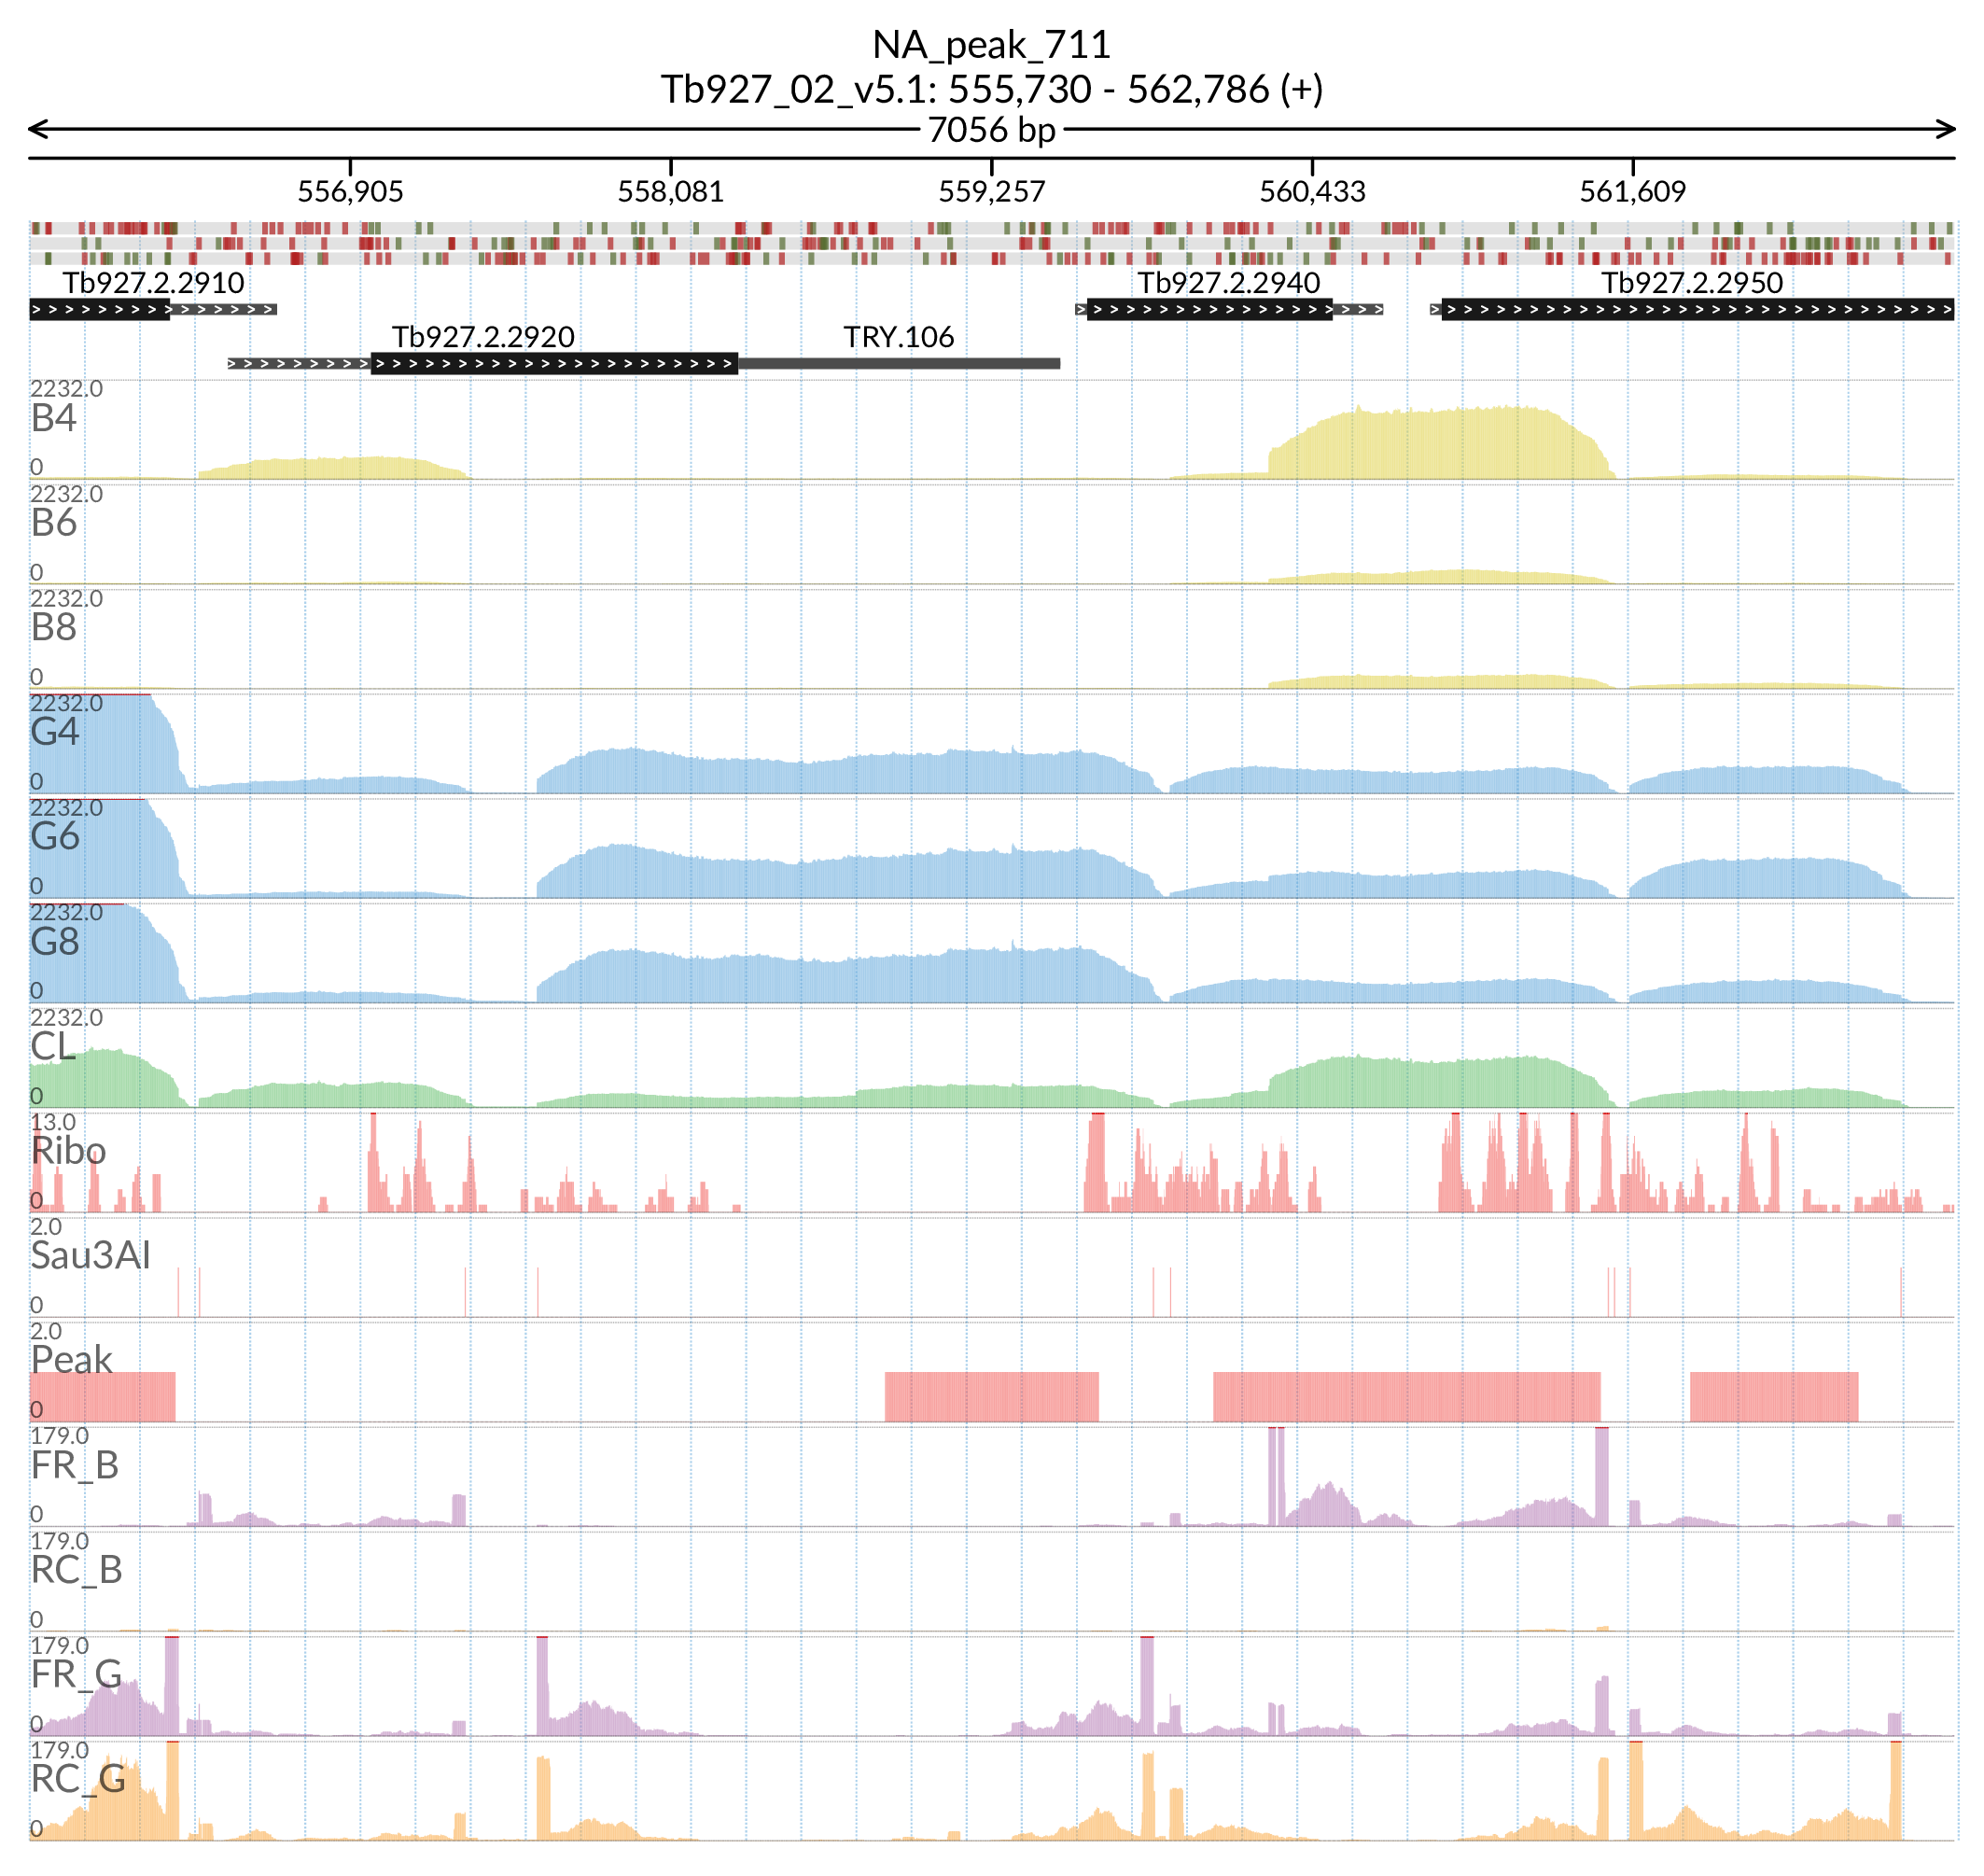 NA_peak_711
Tb927_02_v5.1: 555,730 - 562,786 (+)
7056 bp
556,905 558,081 559,257 560,433 561,609
Tb927.2.2910 Tb927.2.2940 Tb927.2.2950
Tb927.2.2920 TRY.106
2232.0
B4
0
2232.0
B6
0
2232.0
B8
0
2232.0
G4
0
2232.0
G6
0
2232.0
G8
0
2232.0
CL
0
13.0
Ribo
0
2.0
Sau3AI
0
2.0
Peak
0
179.0
FR_B
0
179.0
RC_B
0
179.0
FR_G
0
179.0
RC_G
0